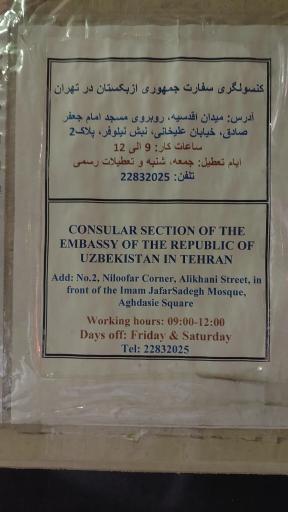 کنسولگری سفارت جمهوری ازبکستان در تهران
آدرس: میدان اقدسیه، روبروی مسجد امام جعفر
صادق، خیابان علیخانی، نبش نیلوفر، پلاک2
ساعات کار: 9 الی 12
ایام تعطیل: جمعه، شنبه و تعطیلات رسمی
تلفن: 22832025
CONSULAR SECTION OF THE
EMBASSY OF THE REPUBLIC OF
UZBEKISTAN IN TEHRAN
Add: No.2, Niloofar Corner, Alikhani Street, in
front of the Imam JafarSadegh Mosque,
Aghdasie Square
Working hours: 09:00-12:00
Days off: Friday & Saturday
Tel: 22832025